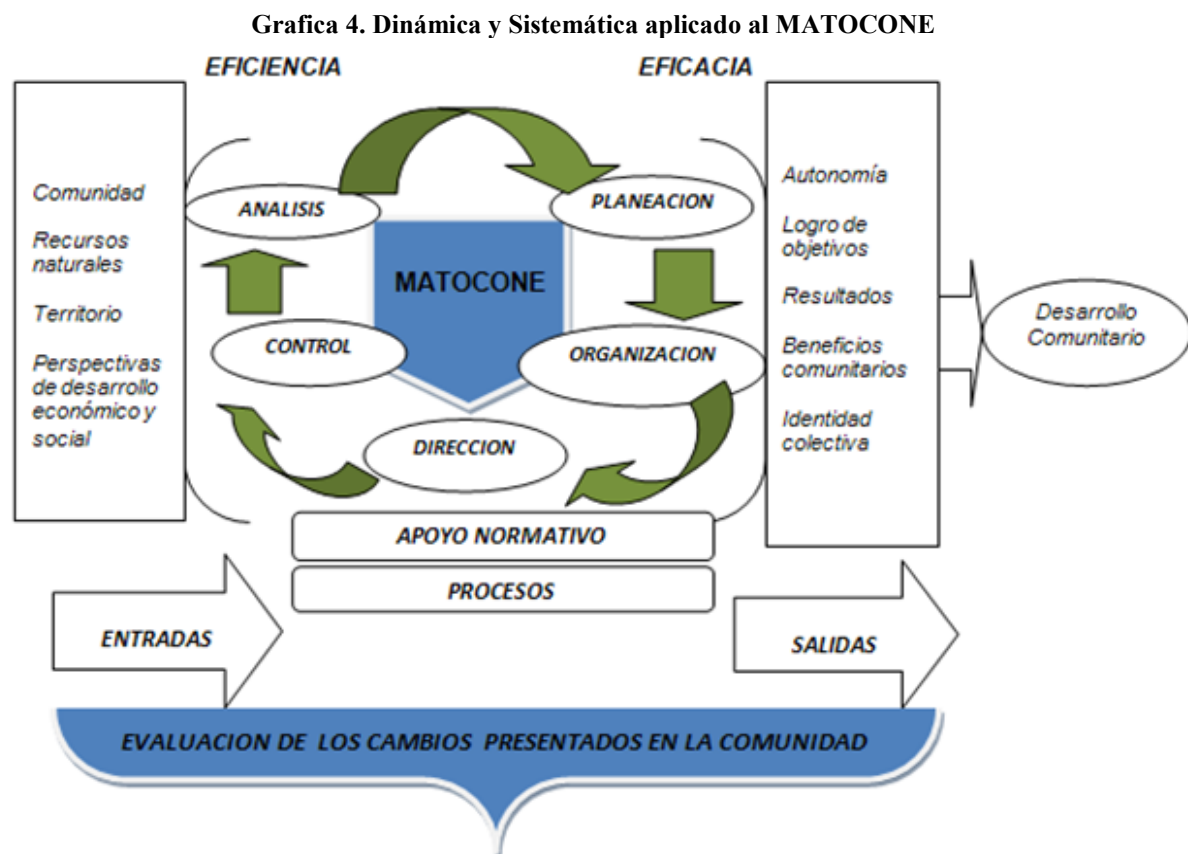 Grafica 4. Dinámica y Sistemática aplicado al MATOCONE
EFICIENCIA
EFICACIA
Comunidad
Recursos
naturales
Territorio
Perspectivas
de desarrollo
económico y
social
ANALISIS
PLANEACION
MATOCONE
CONTROL
ORGANIZACION
DIRECCION
APOYO NORMATIVO
PROCESOS
Autonomía
Logro de
objetivos
Resultados
Beneficios
comunitarios
Identidad
colectiva
Desarrollo
Comunitario
ENTRADAS
SALIDAS
EVALUACION DE LOS CAMBIOS PRESENTADOS EN LA COMUNIDAD